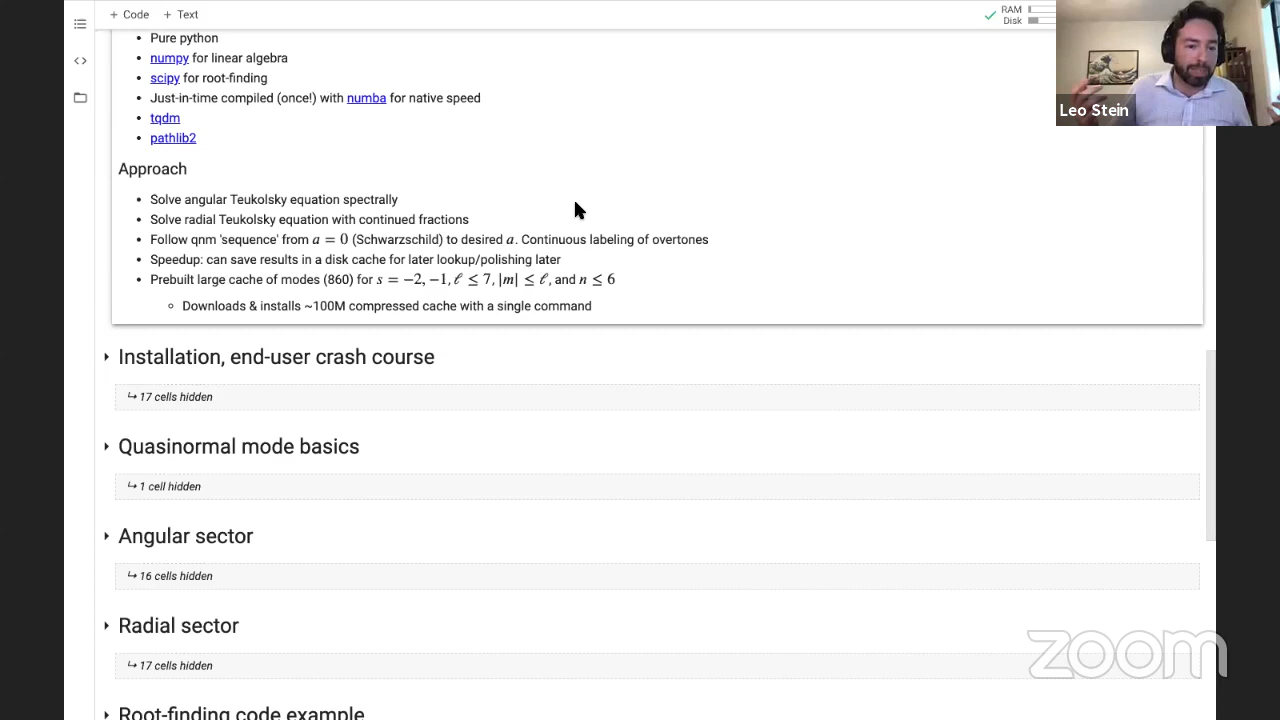 + Code + Text
RAM
Disk
• Pure python
• numpy for linear algebra
• scipy for root-finding
• Just-in-time compiled (once!) with numba for native speed
• tqdm
• pathlib2
Leo Stein
Approach
• Solve angular Teukolsky equation spectrally
• Solve radial Teukolsky equation with continued fractions
• Follow qnm 'sequence' from a = 0 (Schwarzschild) to desired a. Continuous labeling of overtones
• Speedup: can save results in a disk cache for later lookup/polishing later
• Prebuilt large cache of modes (860) for s = −2, −1, ℓ ≤ 7, |m| ≤ ℓ, and n ≤ 6
◦ Downloads & installs ~100M compressed cache with a single command
Installation, end-user crash course
↳ 17 cells hidden
Quasinormal mode basics
↳ 1 cell hidden
Angular sector
↳ 16 cells hidden
Radial sector
↳ 17 cells hidden
zoom
Root-finding code example